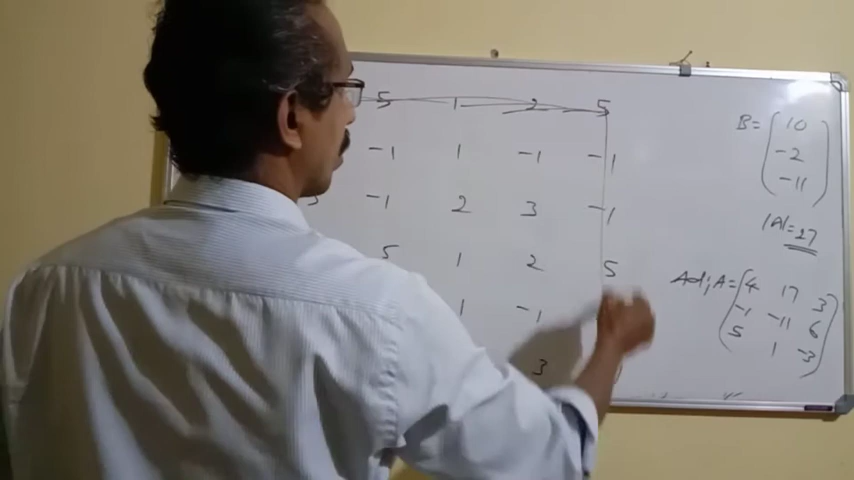 5 1 2 5
-1 1 -1 -1
-1 2 3 -1
5 1 2 5
1 -1
3
B= 10
-2
-11
|A|=27
Adj A= 4 17 3
-1 -11 6
5 1 -3